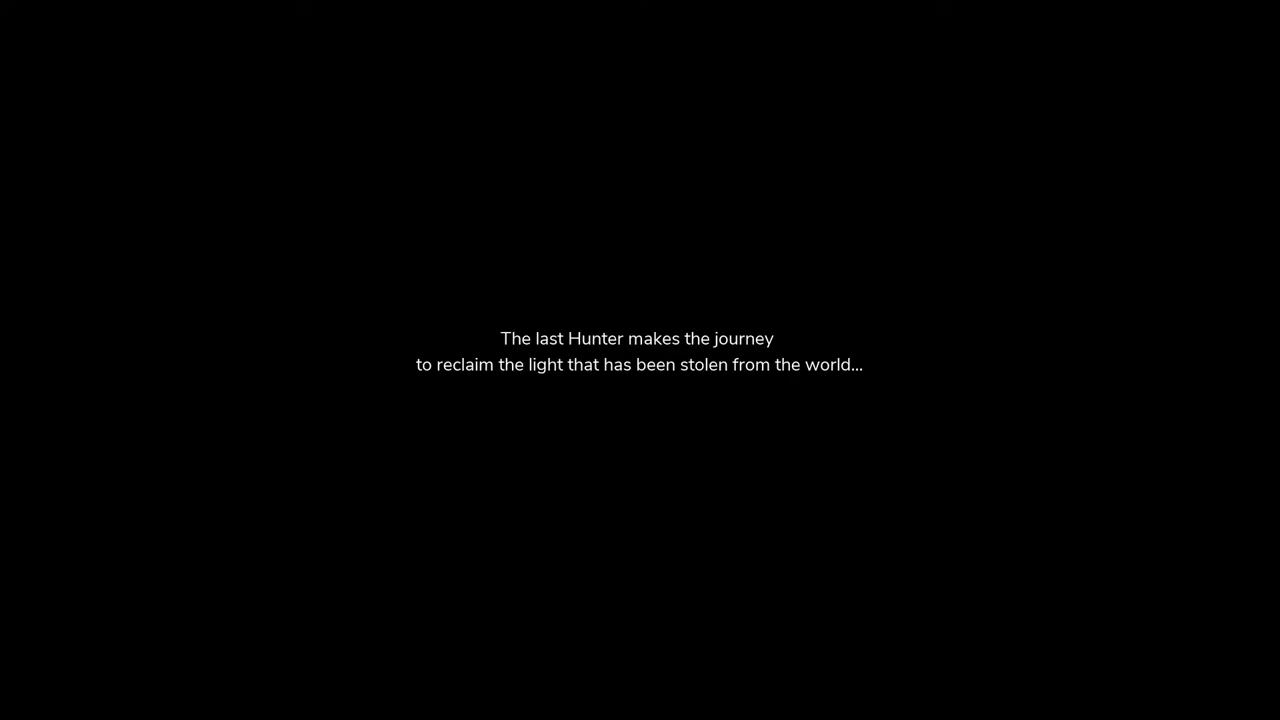 The last Hunter makes the journey
to reclaim the light that has been stolen from the world...